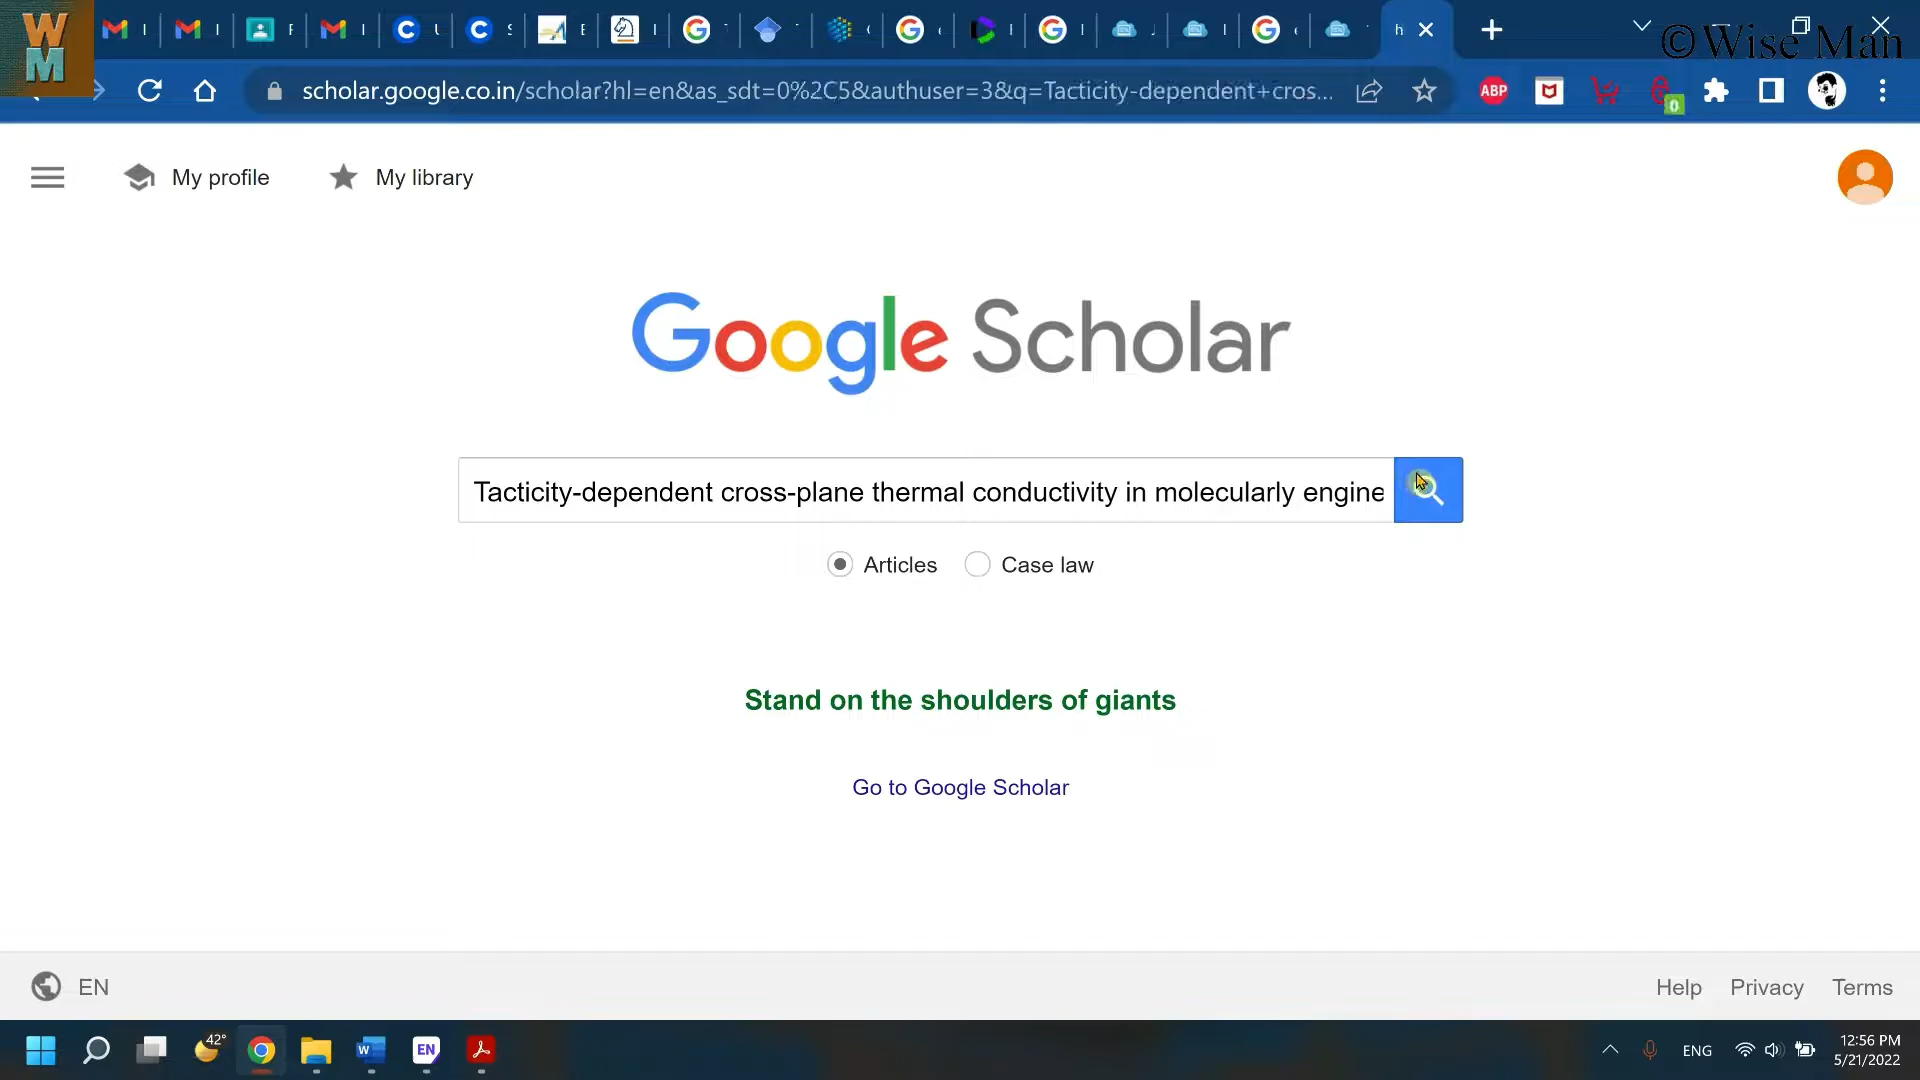 WM
©Wise Man
scholar.google.co.in/scholar?hl=en&as_sdt=0%2C5&authuser=3&q=Tacticity-dependent+cros...
ABP
0
My profile
My library
Google Scholar
Tacticity-dependent cross-plane thermal conductivity in molecularly engine
Articles
Case law
Stand on the shoulders of giants
Go to Google Scholar
EN
Help
Privacy
Terms
42°
EN
ENG
12:56 PM
5/21/2022